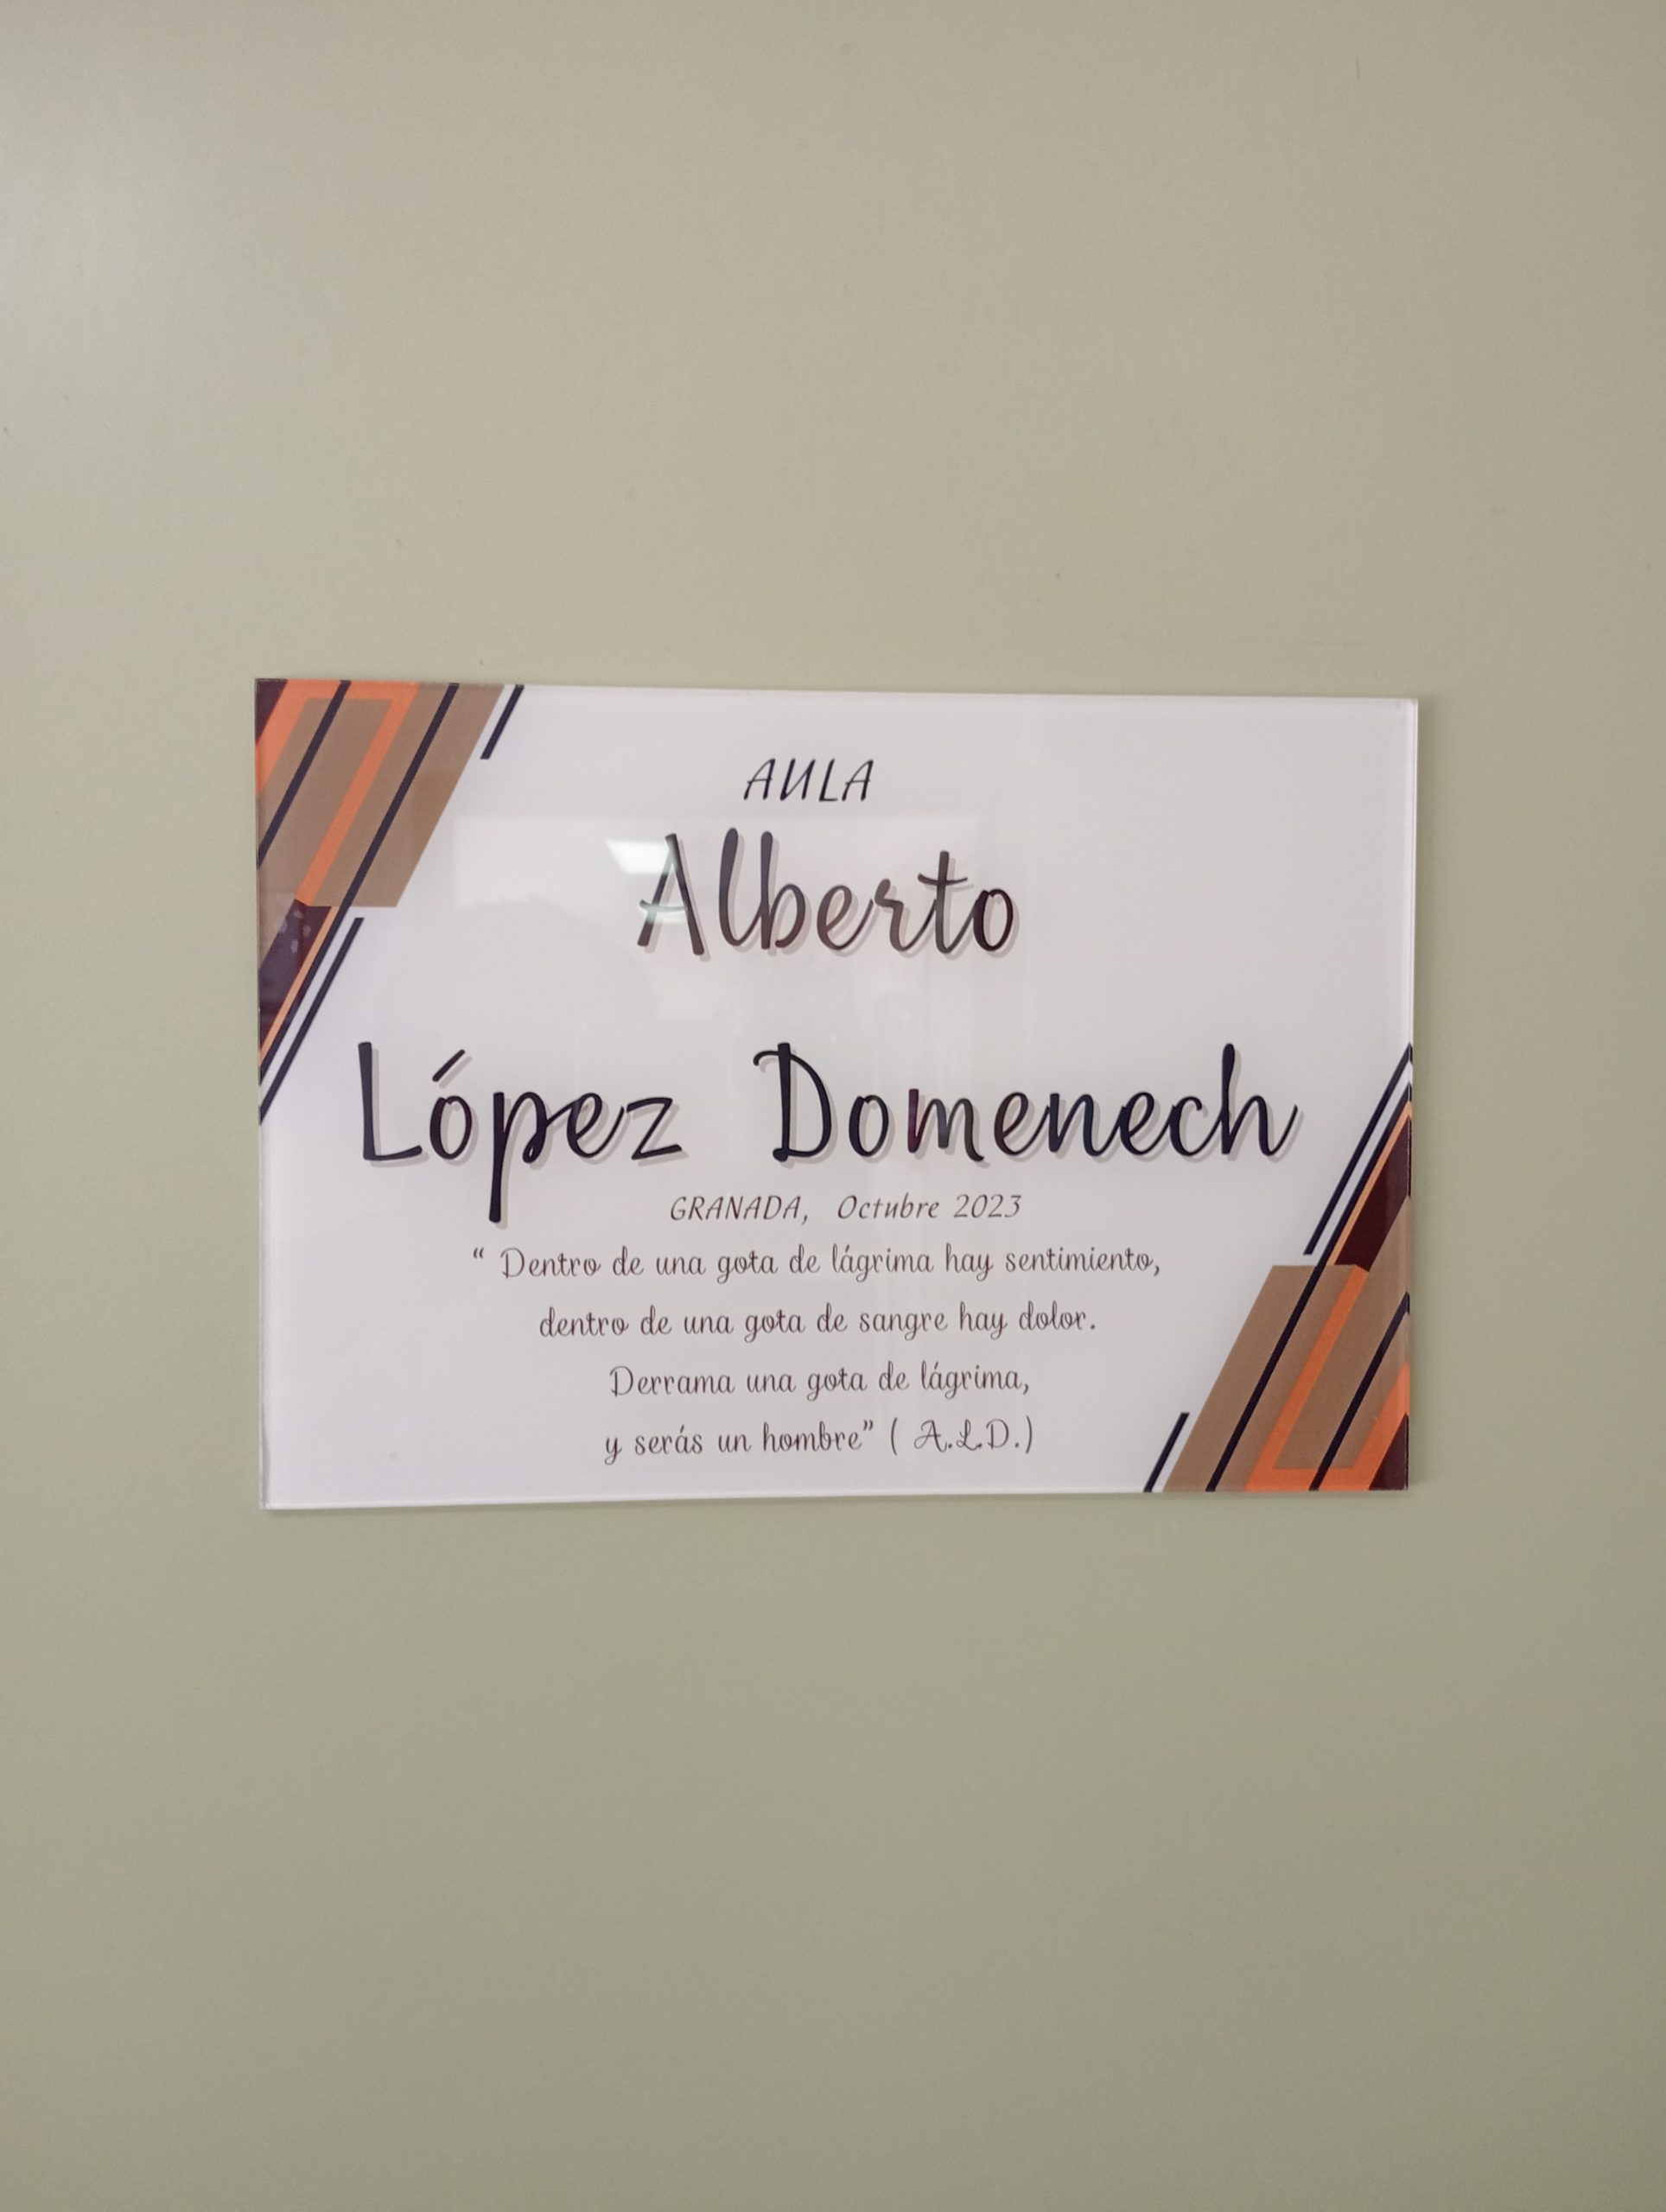 AULA
Alberto
López Domenech
GRANADA, Octubre 2023
“ Dentro de una gota de lágrima hay sentimiento,
dentro de una gota de sangre hay dolor.
Derrama una gota de lágrima,
y serás un hombre” ( A.L.D.)